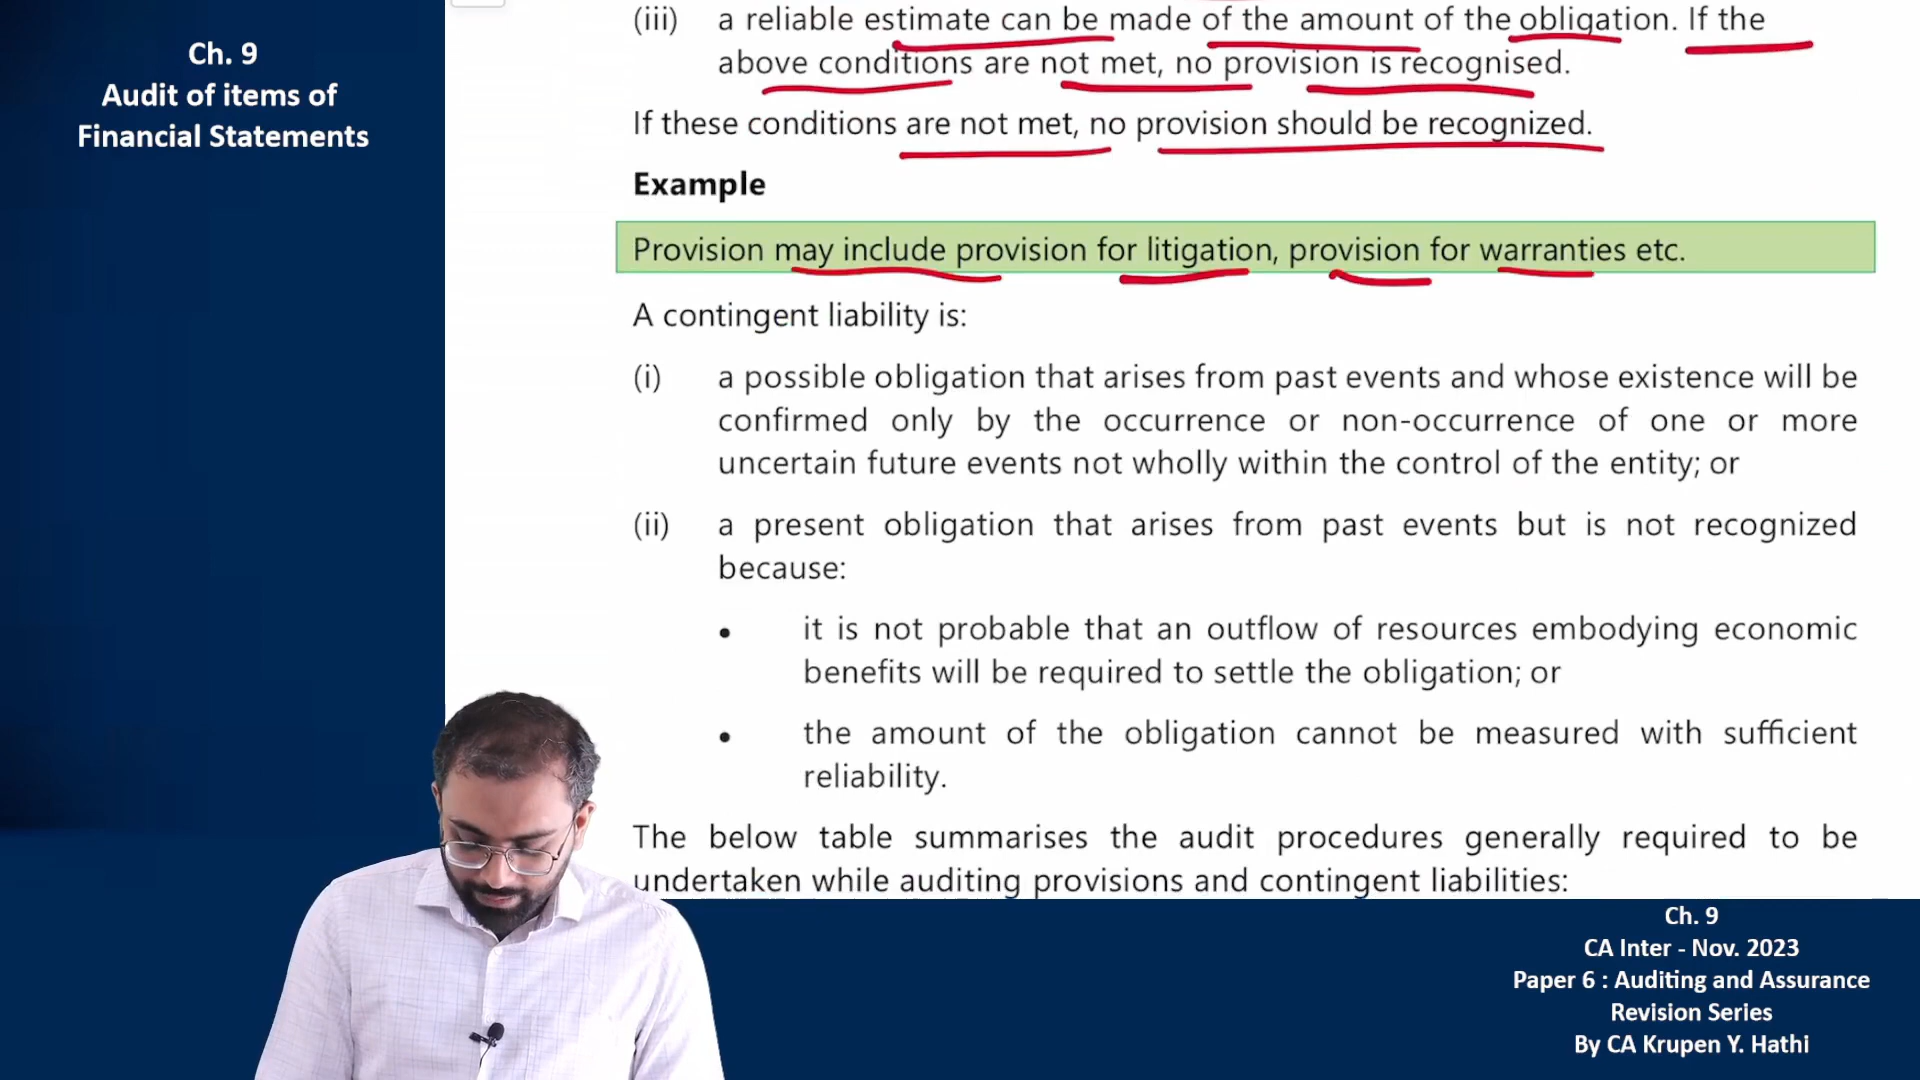 Ch. 9
Audit of items of
Financial Statements
(iii) a reliable estimate can be made of the amount of the obligation. If the
above conditions are not met, no provision is recognised.
If these conditions are not met, no provision should be recognized.
Example
Provision may include provision for litigation, provision for warranties etc.
A contingent liability is:
(i) a possible obligation that arises from past events and whose existence will be
confirmed only by the occurrence or non-occurrence of one or more
uncertain future events not wholly within the control of the entity; or
(ii) a present obligation that arises from past events but is not recognized
because:
• it is not probable that an outflow of resources embodying economic
benefits will be required to settle the obligation; or
• the amount of the obligation cannot be measured with sufficient
reliability.
The below table summarises the audit procedures generally required to be
undertaken while auditing provisions and contingent liabilities:
Ch. 9
CA Inter - Nov. 2023
Paper 6 : Auditing and Assurance
Revision Series
By CA Krupen Y. Hathi